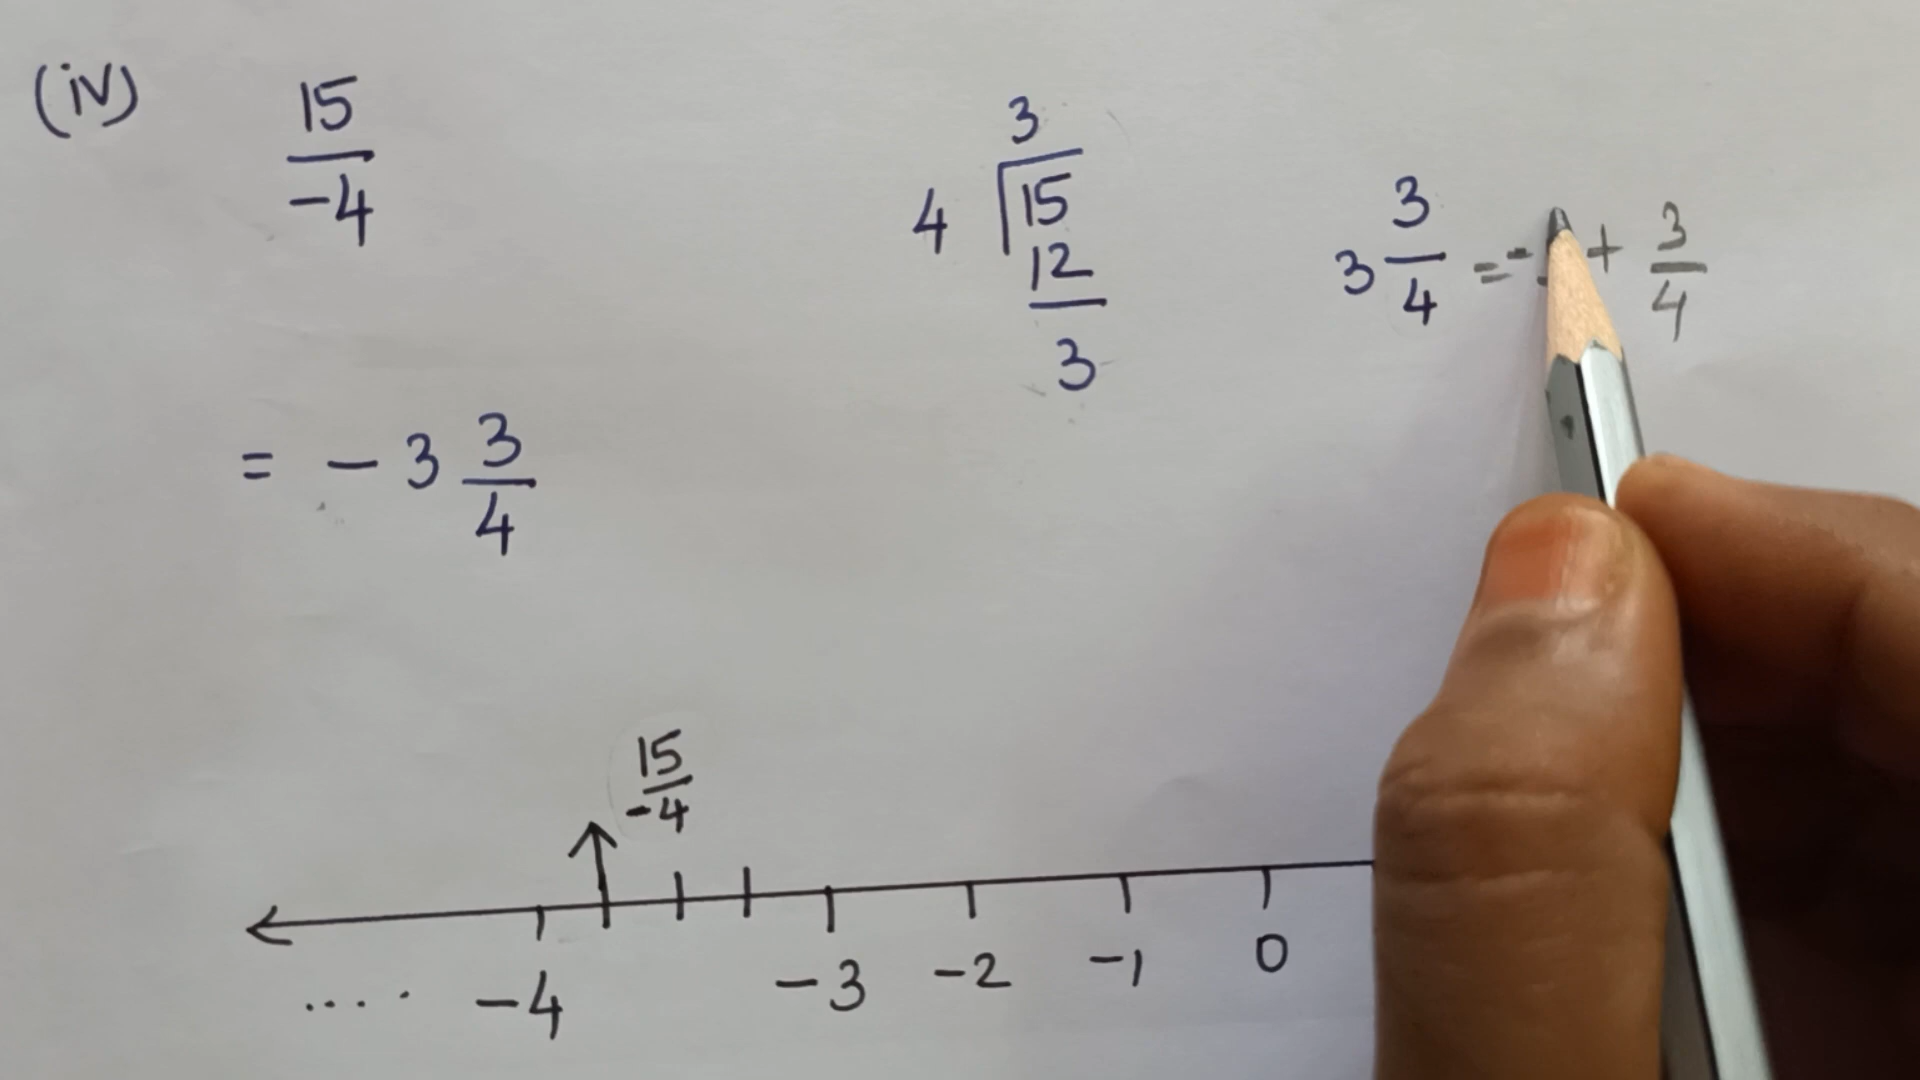 (iv)
15
-4
= - 3 3/4
3
4 15
12
3
3 3/4 = - + 3/4
15
-4
.... -4 -3 -2 -1 0